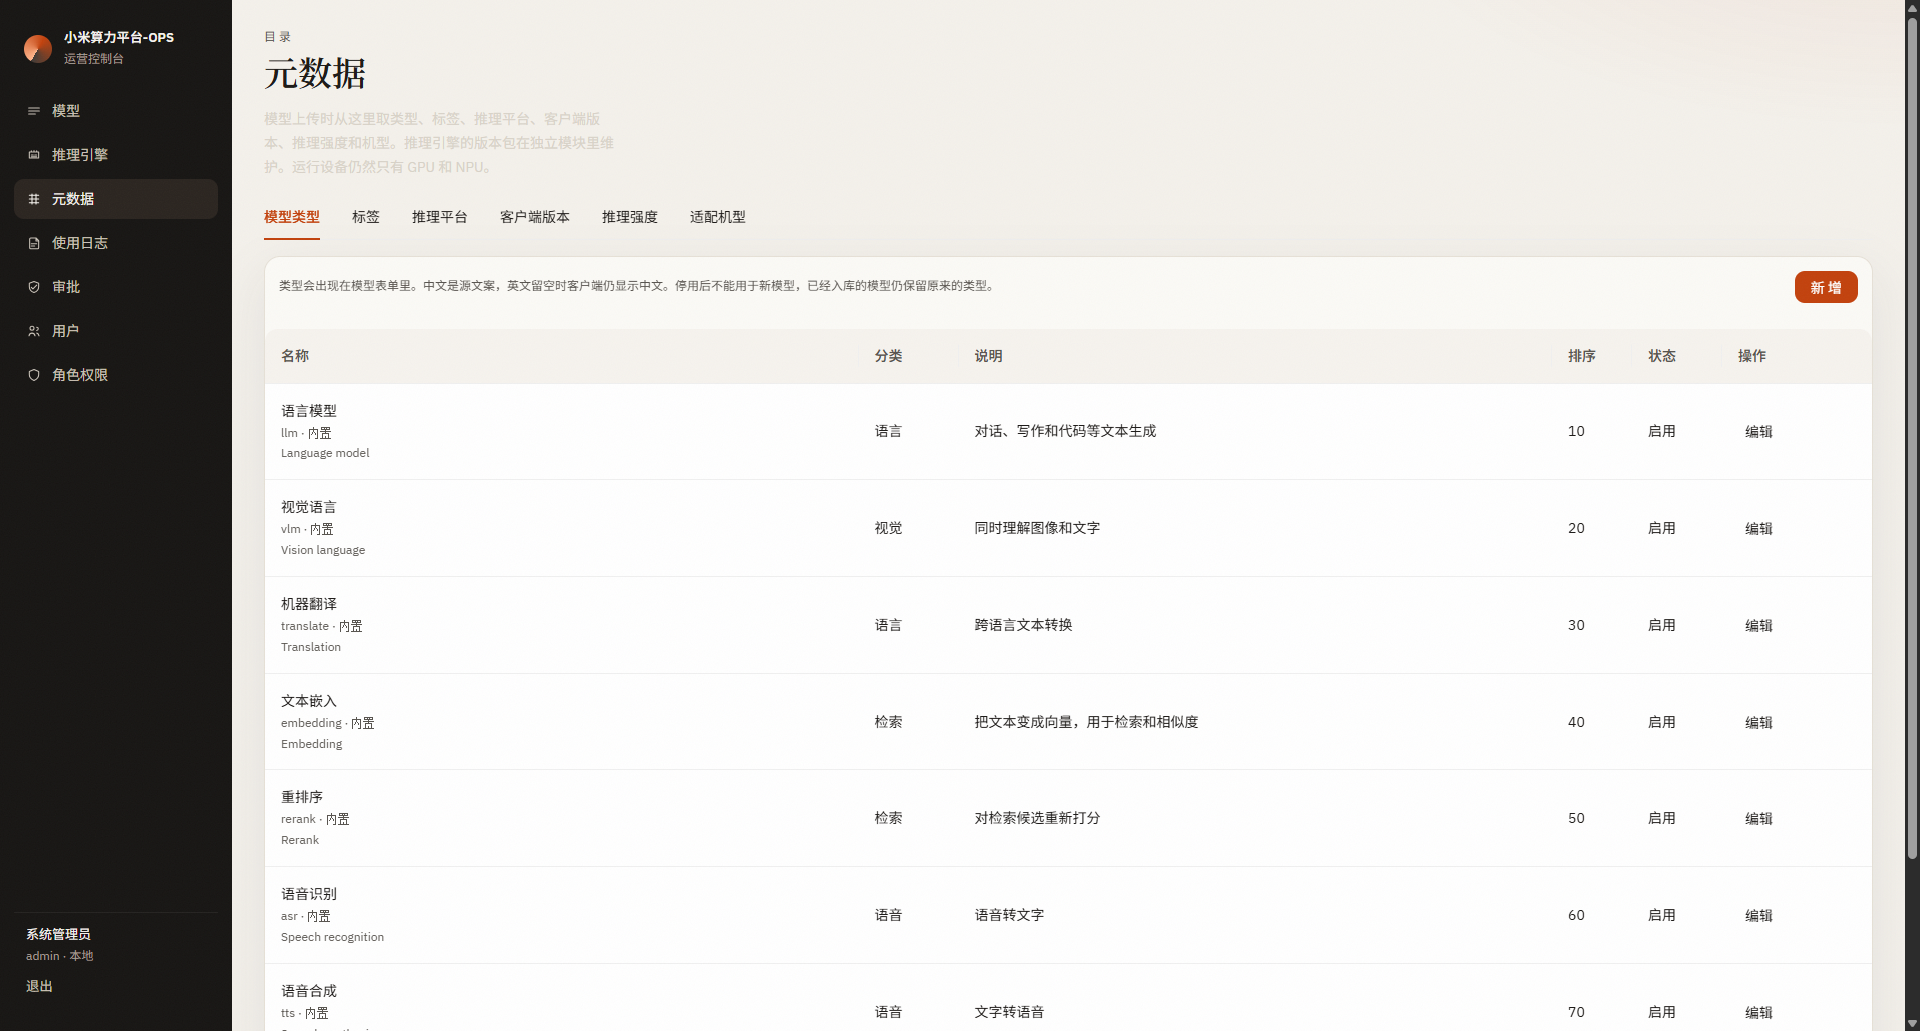 小米算力平台-OPS
运营控制台
模型
推理引擎
元数据
使用日志
审批
用户
角色权限
系统管理员
admin · 本地
退出
目录
元数据
模型上传时从这里取类型、标签、推理平台、客户端版
本、推理强度和机型。推理引擎的版本包在独立模块里维
护。运行设备仍然只有 GPU 和 NPU。
模型类型 标签 推理平台 客户端版本 推理强度 适配机型
类型会出现在模型表单里。中文是源文案，英文留空时客户端仍显示中文。停用后不能用于新模型，已经入库的模型仍保留原来的类型。
新增
名称 分类 说明 排序 状态 操作
语言模型
llm · 内置
Language model
语言 对话、写作和代码等文本生成 10 启用 编辑
视觉语言
vlm · 内置
Vision language
视觉 同时理解图像和文字 20 启用 编辑
机器翻译
translate · 内置
Translation
语言 跨语言文本转换 30 启用 编辑
文本嵌入
embedding · 内置
Embedding
检索 把文本变成向量，用于检索和相似度 40 启用 编辑
重排序
rerank · 内置
Rerank
检索 对检索候选重新打分 50 启用 编辑
语音识别
asr · 内置
Speech recognition
语音 语音转文字 60 启用 编辑
语音合成
tts · 内置
语音 文字转语音 70 启用 编辑